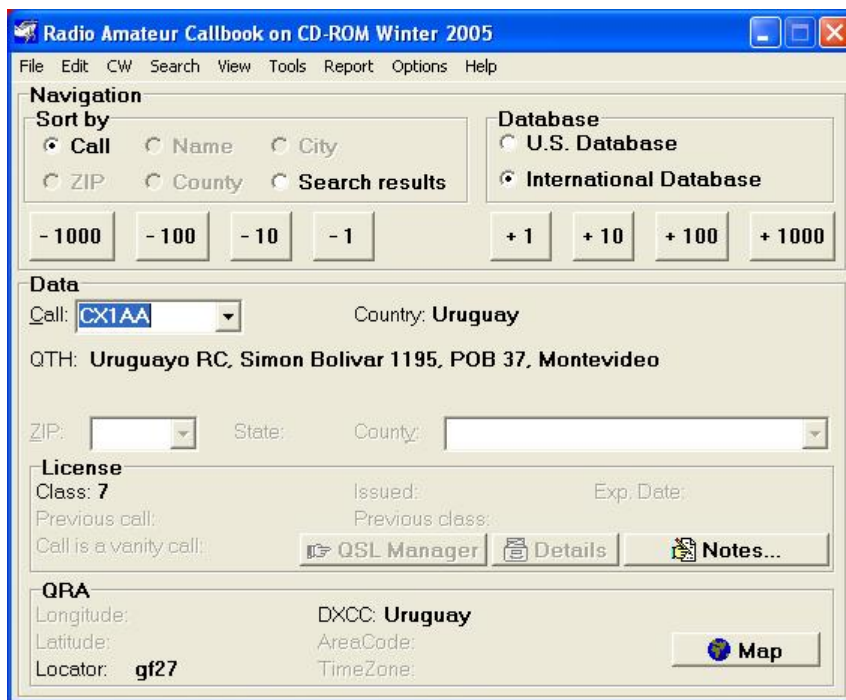 Radio Amateur Callbook on CD-ROM Winter 2005
File Edit CW Search View Tools Report Options Help
Navigation
Sort by
Call Name City
ZIP County Search results
Database
U.S. Database
International Database
- 1000 - 100 - 10 - 1 + 1 + 10 + 100 + 1000
Data
Call: CX1AA Country: Uruguay
QTH: Uruguayo RC, Simon Bolivar 1195, POB 37, Montevideo
ZIP: State: County:
License
Class: 7 Issued: Exp. Date:
Previous call: Previous class:
Call is a vanity call: QSL Manager Details Notes...
QRA
Longitude: DXCC: Uruguay
Latitude: AreaCode:
Locator: gf27 TimeZone:
Map